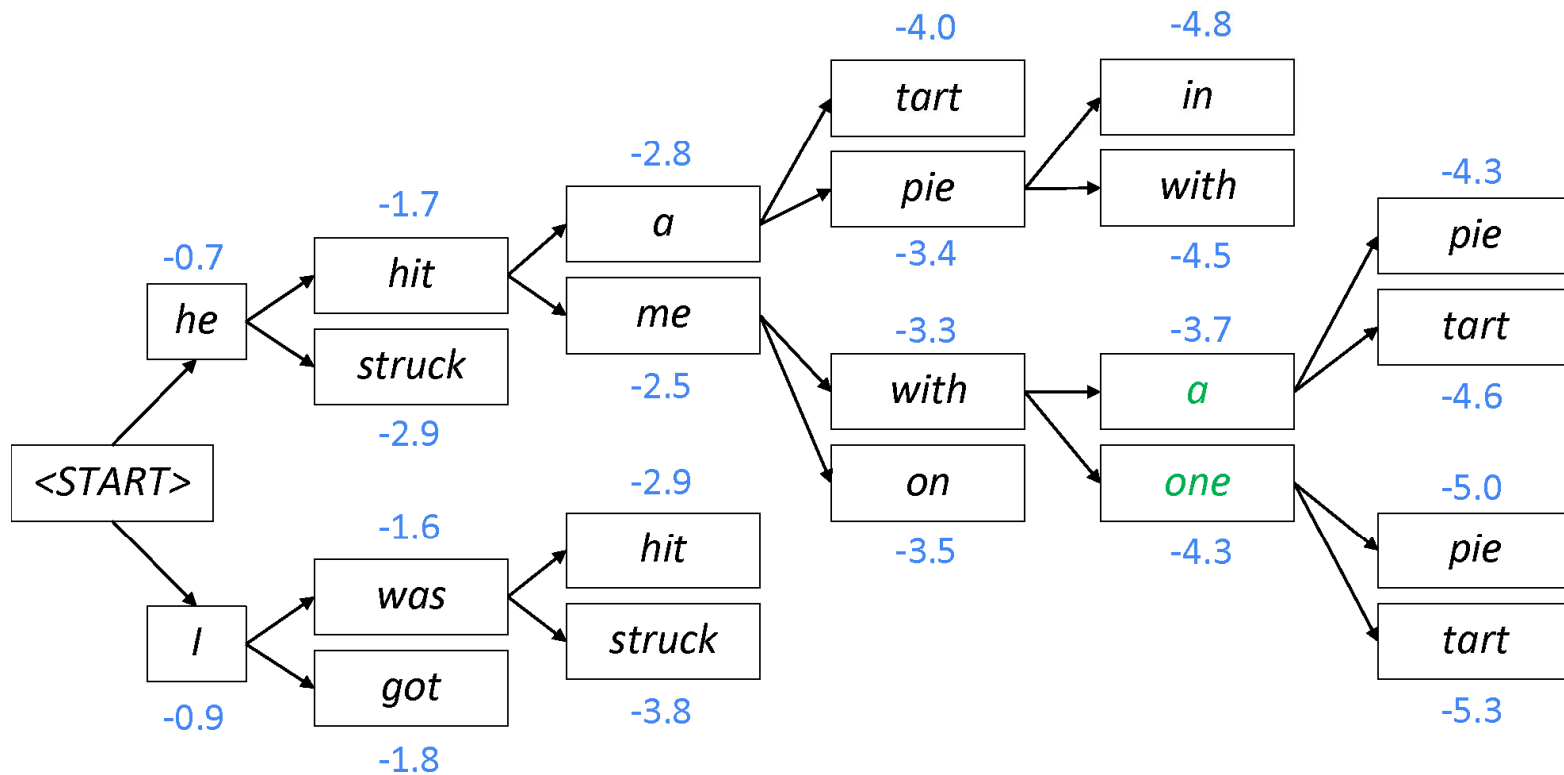 -4.0
-4.8
tart
in
-2.8
pie
with
-4.3
-1.7
a
-3.4
-4.5
pie
-0.7
hit
he
me
-3.3
-3.7
tart
struck
-2.5
with
a
-4.6
-2.9
<START>
-2.9
on
one
-5.0
-1.6
hit
-3.5
-4.3
pie
was
I
struck
tart
got
-0.9
-3.8
-5.3
-1.8